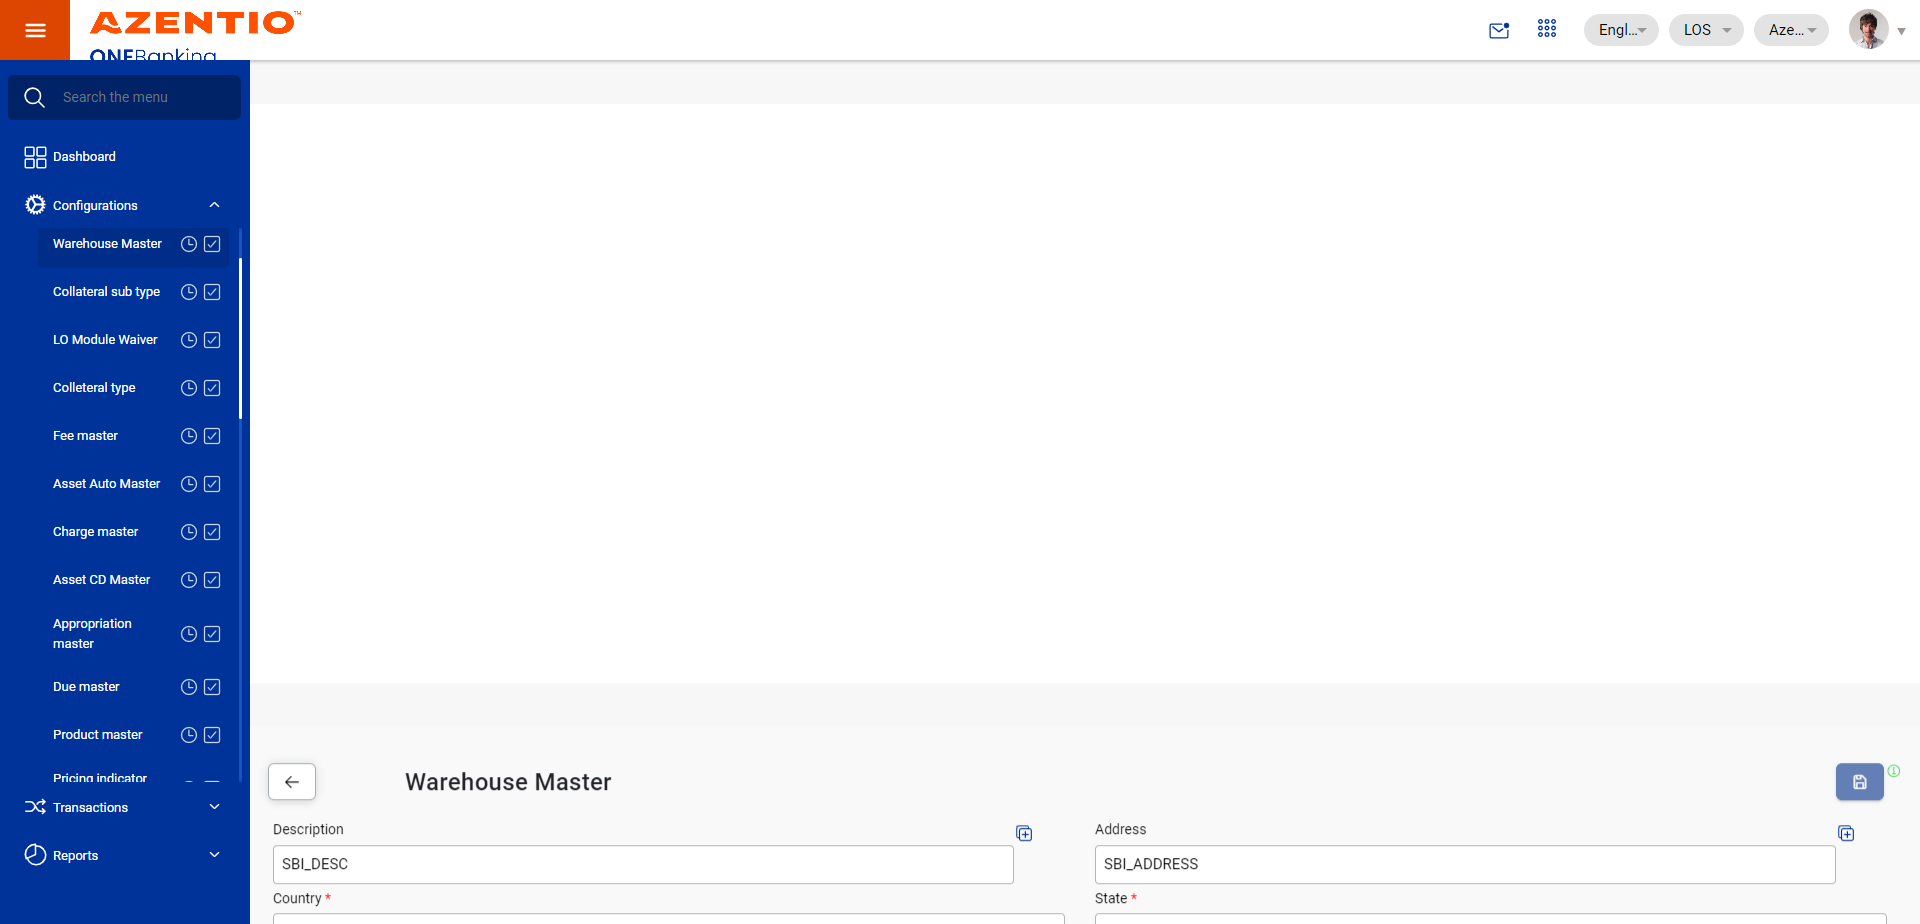 AZENTIO™
ONEBanking
Engl...
LOS
Aze...
Search the menu
Dashboard
Configurations
Warehouse Master
Collateral sub type
LO Module Waiver
Colleteral type
Fee master
Asset Auto Master
Charge master
Asset CD Master
Appropriation
master
Due master
Product master
Pricing indicator
Transactions
Reports
Warehouse Master
Description
SBI_DESC
Address
SBI_ADDRESS
Country *
State *